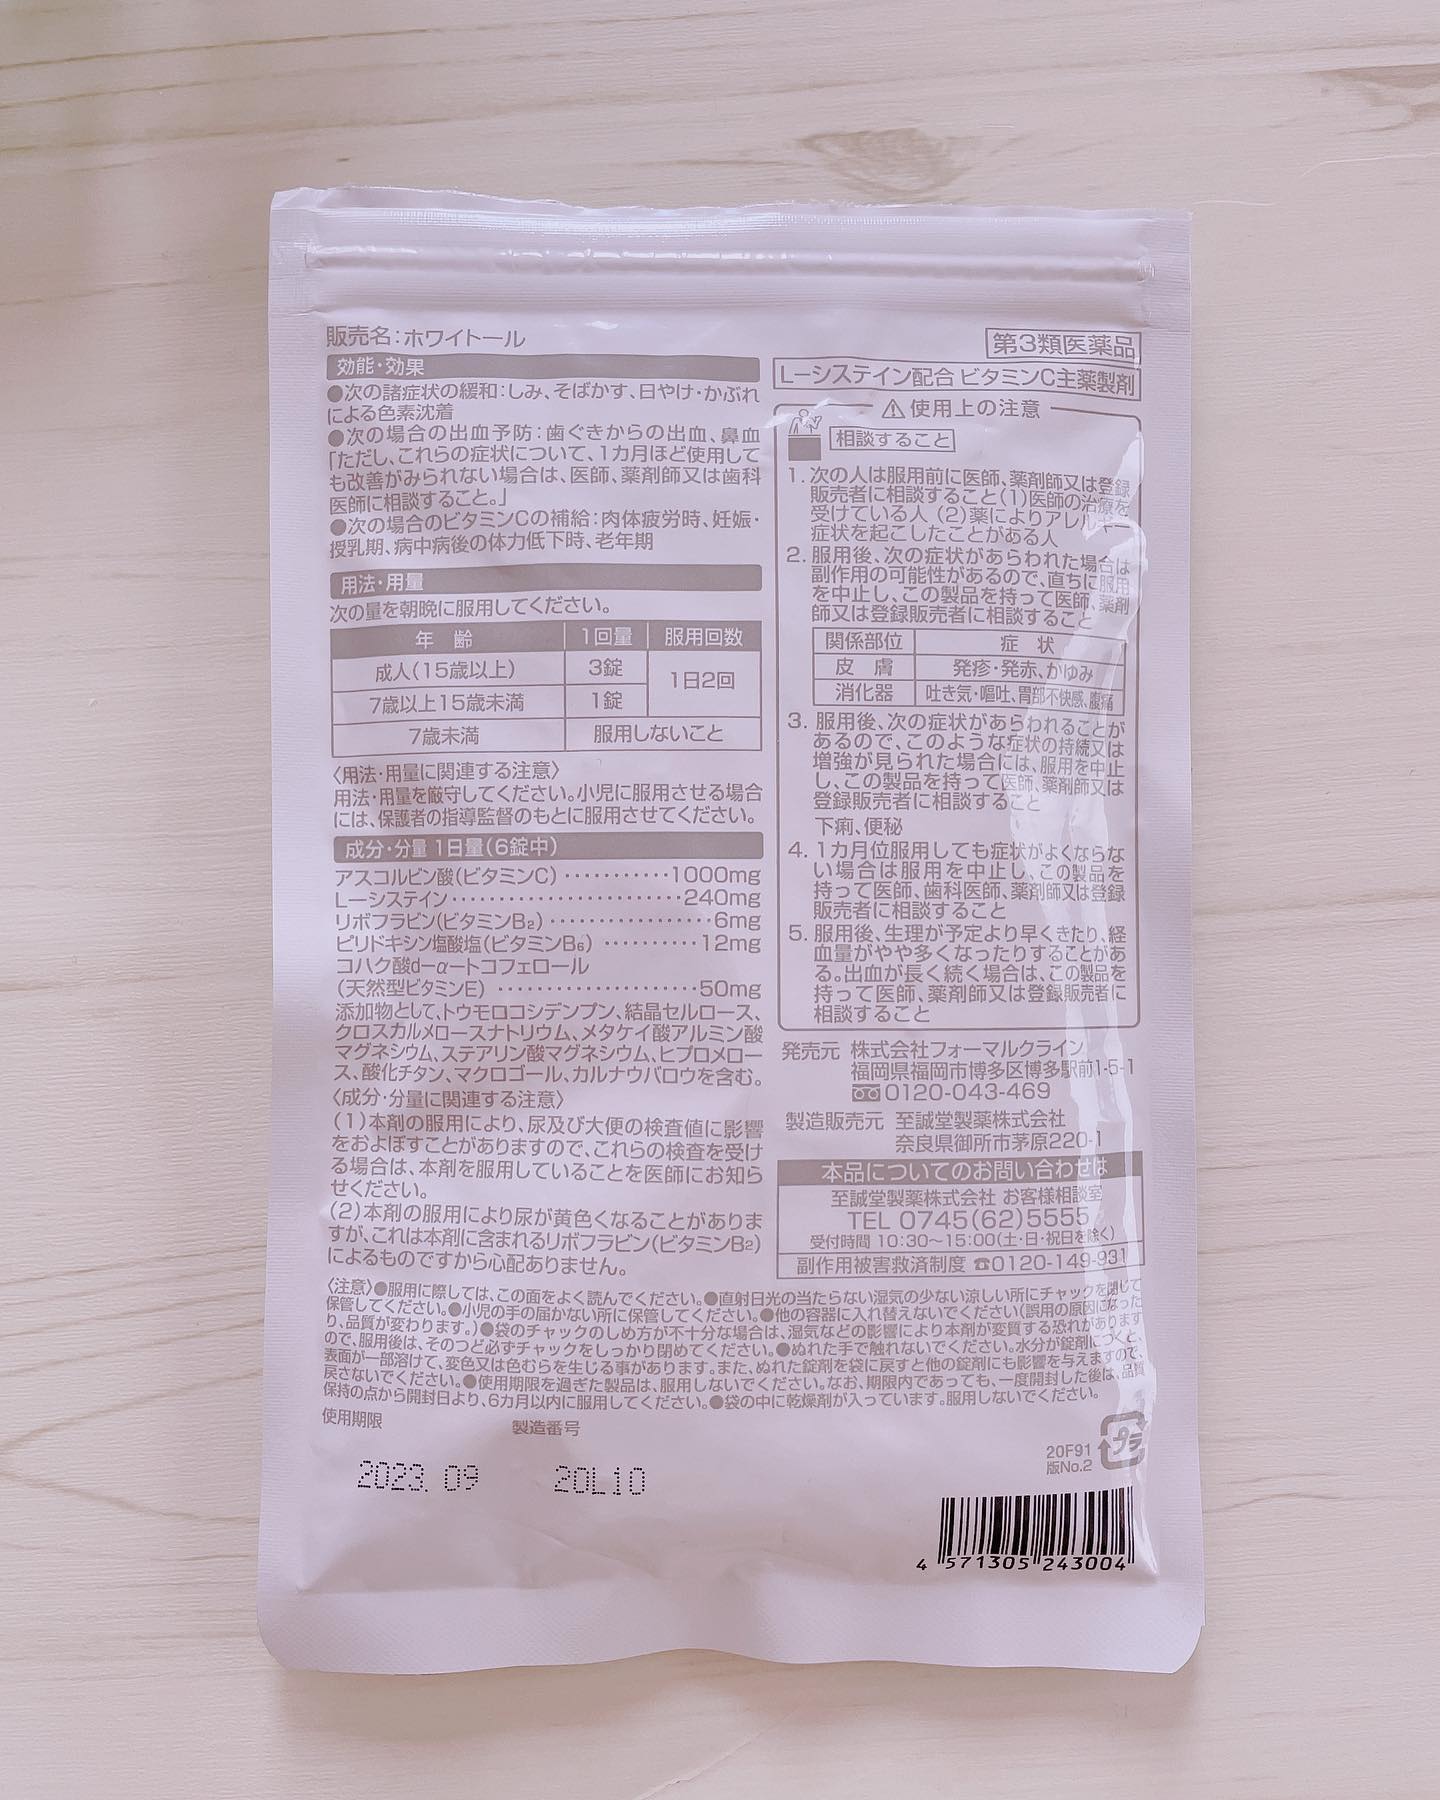 販売名：ホワイトール
効能・効果
●次の諸症状の緩和：しみ、そばかす、日やけ・かぶれ
による色素沈着
●次の場合の出血予防：歯ぐきからの出血、鼻血
「ただし、これらの症状について、1カ月ほど使用して
も改善がみられない場合は、医師、薬剤師又は歯科
医師に相談すること。」
●次の場合のビタミンCの補給：肉体疲労時、妊娠・
授乳期、病中病後の体力低下時、老年期
用法・用量
次の量を朝晩に服用してください。
年 齢 1回量 服用回数
成人(15歳以上) 3錠 1日2回
7歳以上15歳未満 1錠
7歳未満 服用しないこと
〈用法・用量に関連する注意〉
用法・用量を厳守してください。小児に服用させる場合
には、保護者の指導監督のもとに服用させてください。
成分・分量 1日量(6錠中)
アスコルビン酸(ビタミンC)‥‥‥‥‥1000mg
L-システイン‥‥‥‥‥‥‥‥‥‥‥240mg
リボフラビン(ビタミンB₂)‥‥‥‥‥‥‥6mg
ピリドキシン塩酸塩(ビタミンB₆)‥‥‥‥‥12mg
コハク酸d-α-トコフェロール
(天然型ビタミンE)‥‥‥‥‥‥‥‥‥‥50mg
添加物として、トウモロコシデンプン、結晶セルロース、
クロスカルメロースナトリウム、メタケイ酸アルミン酸
マグネシウム、ステアリン酸マグネシウム、ヒプロメロー
ス、酸化チタン、マクロゴール、カルナウバロウを含む。
〈成分・分量に関連する注意〉
(1)本剤の服用により、尿及び大便の検査値に影響
をおよぼすことがありますので、これらの検査を受け
る場合は、本剤を服用していることを医師にお知ら
せください。
(2)本剤の服用により尿が黄色くなることがありま
すが、これは本剤に含まれるリボフラビン(ビタミンB₂)
によるものですから心配ありません。
第3類医薬品
L-システイン配合 ビタミンC主薬製剤
⚠使用上の注意
相談すること
1. 次の人は服用前に医師、薬剤師又は登録
販売者に相談すること(1)医師の治療を
受けている人 (2)薬によりアレルギー
症状を起こしたことがある人
2. 服用後、次の症状があらわれた場合は
副作用の可能性があるので、直ちに服用
を中止し、この製品を持って医師、薬剤
師又は登録販売者に相談すること
関係部位 症 状
皮 膚 発疹・発赤、かゆみ
消化器 吐き気・嘔吐、胃部不快感、腹痛
3. 服用後、次の症状があらわれることが
あるので、このような症状の持続又は
増強が見られた場合には、服用を中止
し、この製品を持って医師、薬剤師又は
登録販売者に相談すること
下痢、便秘
4. 1カ月位服用しても症状がよくならな
い場合は服用を中止し、この製品を
持って医師、歯科医師、薬剤師又は登録
販売者に相談すること
5. 服用後、生理が予定より早くきたり、経
血量がやや多くなったりすることがあ
る。出血が長く続く場合は、この製品を
持って医師、薬剤師又は登録販売者に
相談すること
発売元 株式会社フォーマルクライン
福岡県福岡市博多区博多駅前1-5-1
0120-043-469
製造販売元 至誠堂製薬株式会社
奈良県御所市茅原220-1
本品についてのお問い合わせは
至誠堂製薬株式会社 お客様相談室
TEL 0745(62)5555
受付時間 10:30～15:00(土・日・祝日を除く)
副作用被害救済制度 ☎0120-149-931
〈注意〉●服用に際しては、この面をよく読んでください。●直射日光の当たらない湿気の少ない涼しい所にチャックを閉じて
保管してください。●小児の手の届かない所に保管してください。●他の容器に入れ替えないでください(誤用の原因になった
り、品質が変わります。)●袋のチャックのしめ方が不十分な場合は、湿気などの影響により本剤が変質する恐れがあります
ので、服用後は、そのつど必ずチャックをしっかり閉めてください。●ぬれた手で触れないでください。水分が錠剤につくと、
表面が一部溶けて、変色又は色むらを生じる事があります。また、ぬれた錠剤を袋に戻すと他の錠剤にも影響を与えますので、
戻さないでください。●使用期限を過ぎた製品は、服用しないでください。なお、期限内であっても、一度開封した後は、品質
保持の点から開封日より、6カ月以内に服用してください。●袋の中に乾燥剤が入っています。服用しないでください。
使用期限 製造番号
2023.09 20L10
20F91
版No.2
プラ
4 571305 243004